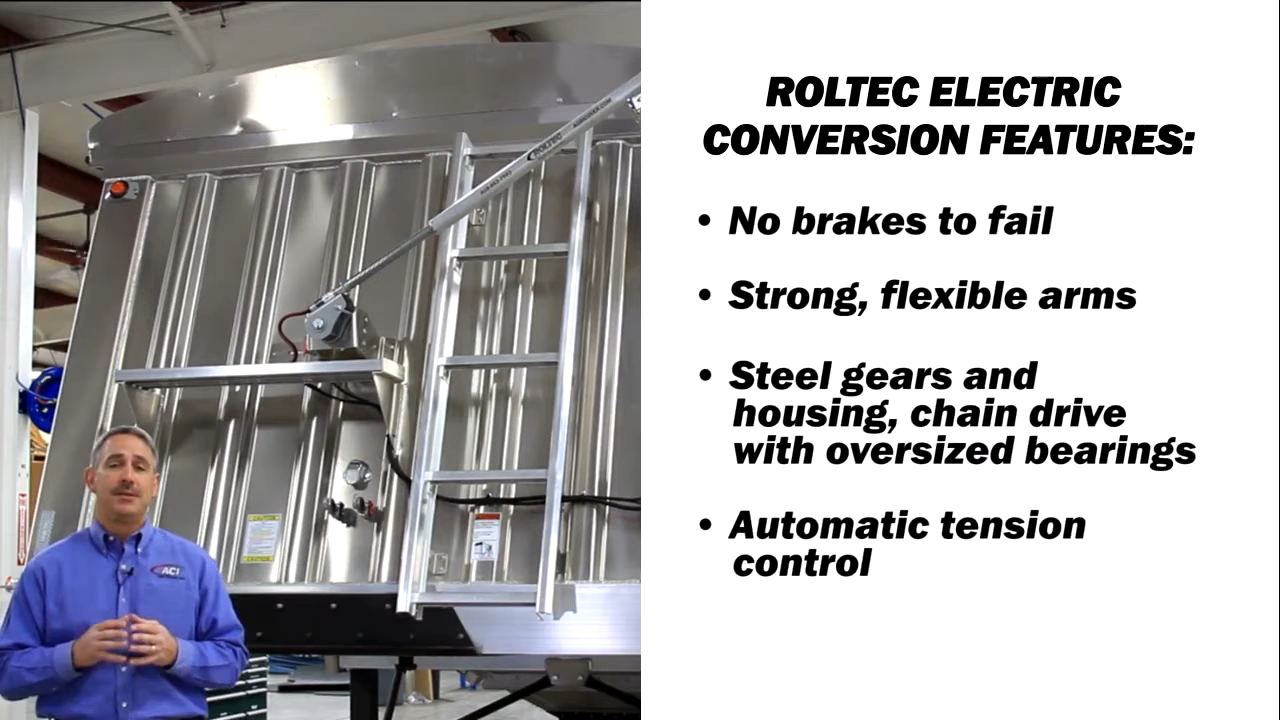 ROLTEC ELECTRIC
CONVERSION FEATURES:
• No brakes to fail
• Strong, flexible arms
• Steel gears and
housing, chain drive
with oversized bearings
• Automatic tension
control
ACI